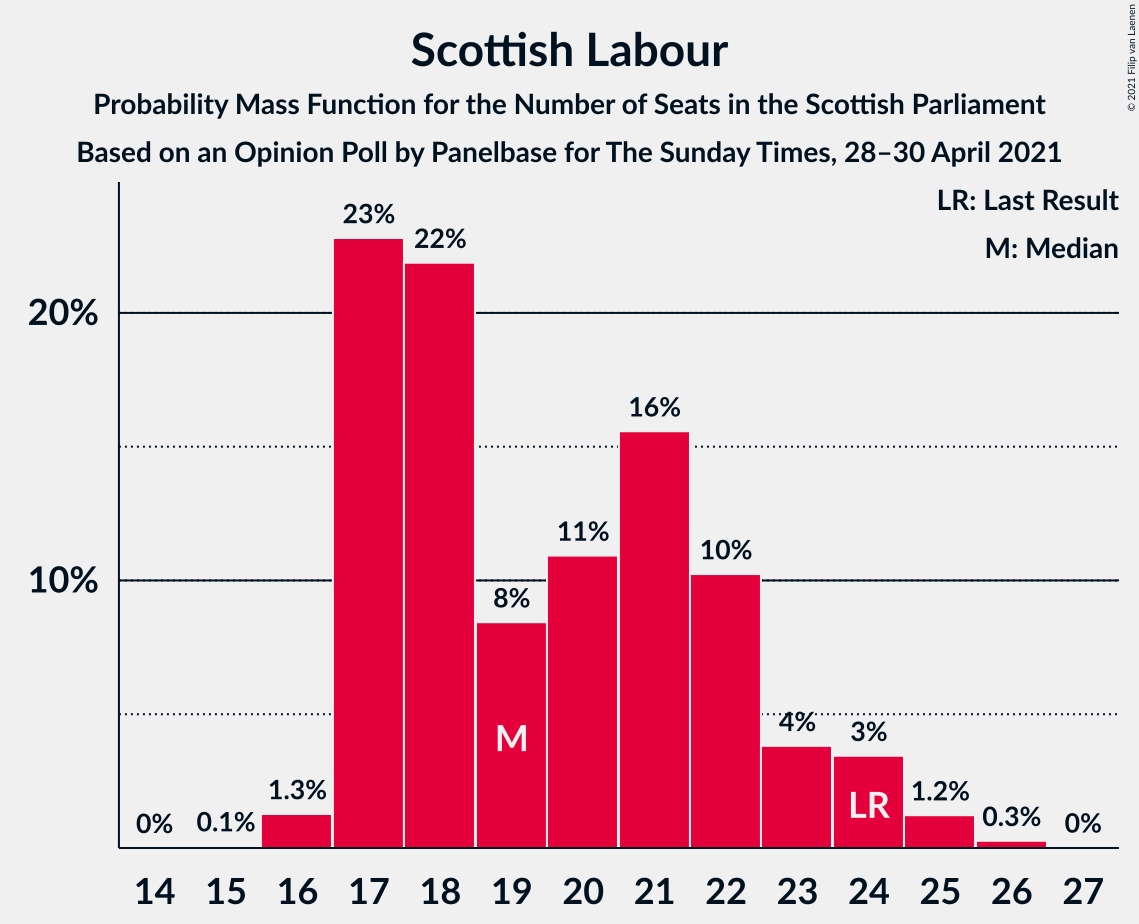 Scottish Labour
Probability Mass Function for the Number of Seats in the Scottish Parliament
Based on an Opinion Poll by Panelbase for The Sunday Times, 28–30 April 2021
© 2021 Filip van Laenen
LR: Last Result
M: Median
20%
10%
0%
0.1%
1.3%
23%
22%
8%
11%
16%
10%
4%
3%
1.2%
0.3%
0%
M
LR
14 15 16 17 18 19 20 21 22 23 24 25 26 27